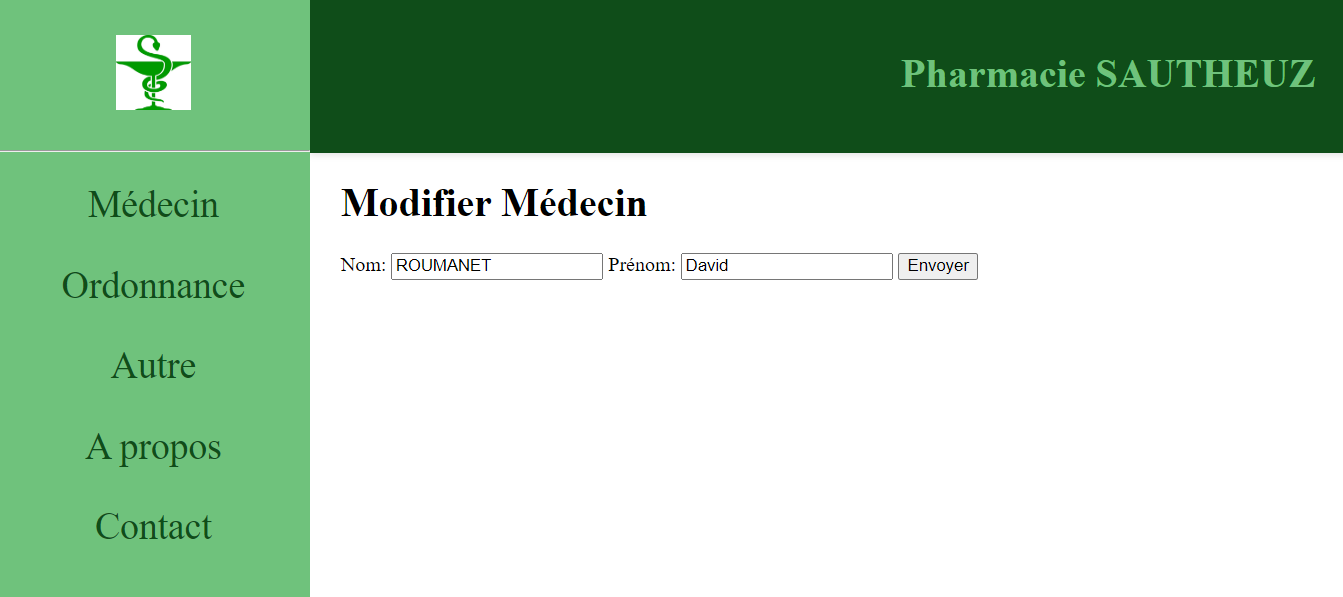 Pharmacie SAUTHEUZ
Médecin
Ordonnance
Autre
A propos
Contact
Modifier Médecin
Nom: ROUMANET Prénom: David Envoyer